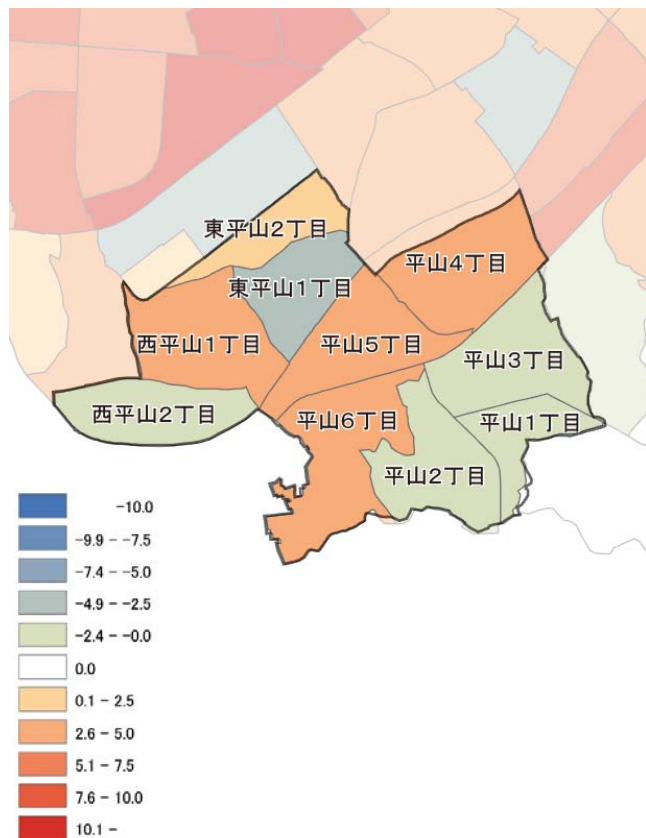 東平山2丁目
平山4丁目
東平山1丁目
西平山1丁目
平山5丁目
平山3丁目
西平山2丁目
平山6丁目
平山1丁目
平山2丁目
-10.0
-9.9 - -7.5
-7.4 - -5.0
-4.9 - -2.5
-2.4 - -0.0
0.0
0.1 - 2.5
2.6 - 5.0
5.1 - 7.5
7.6 - 10.0
10.1 -